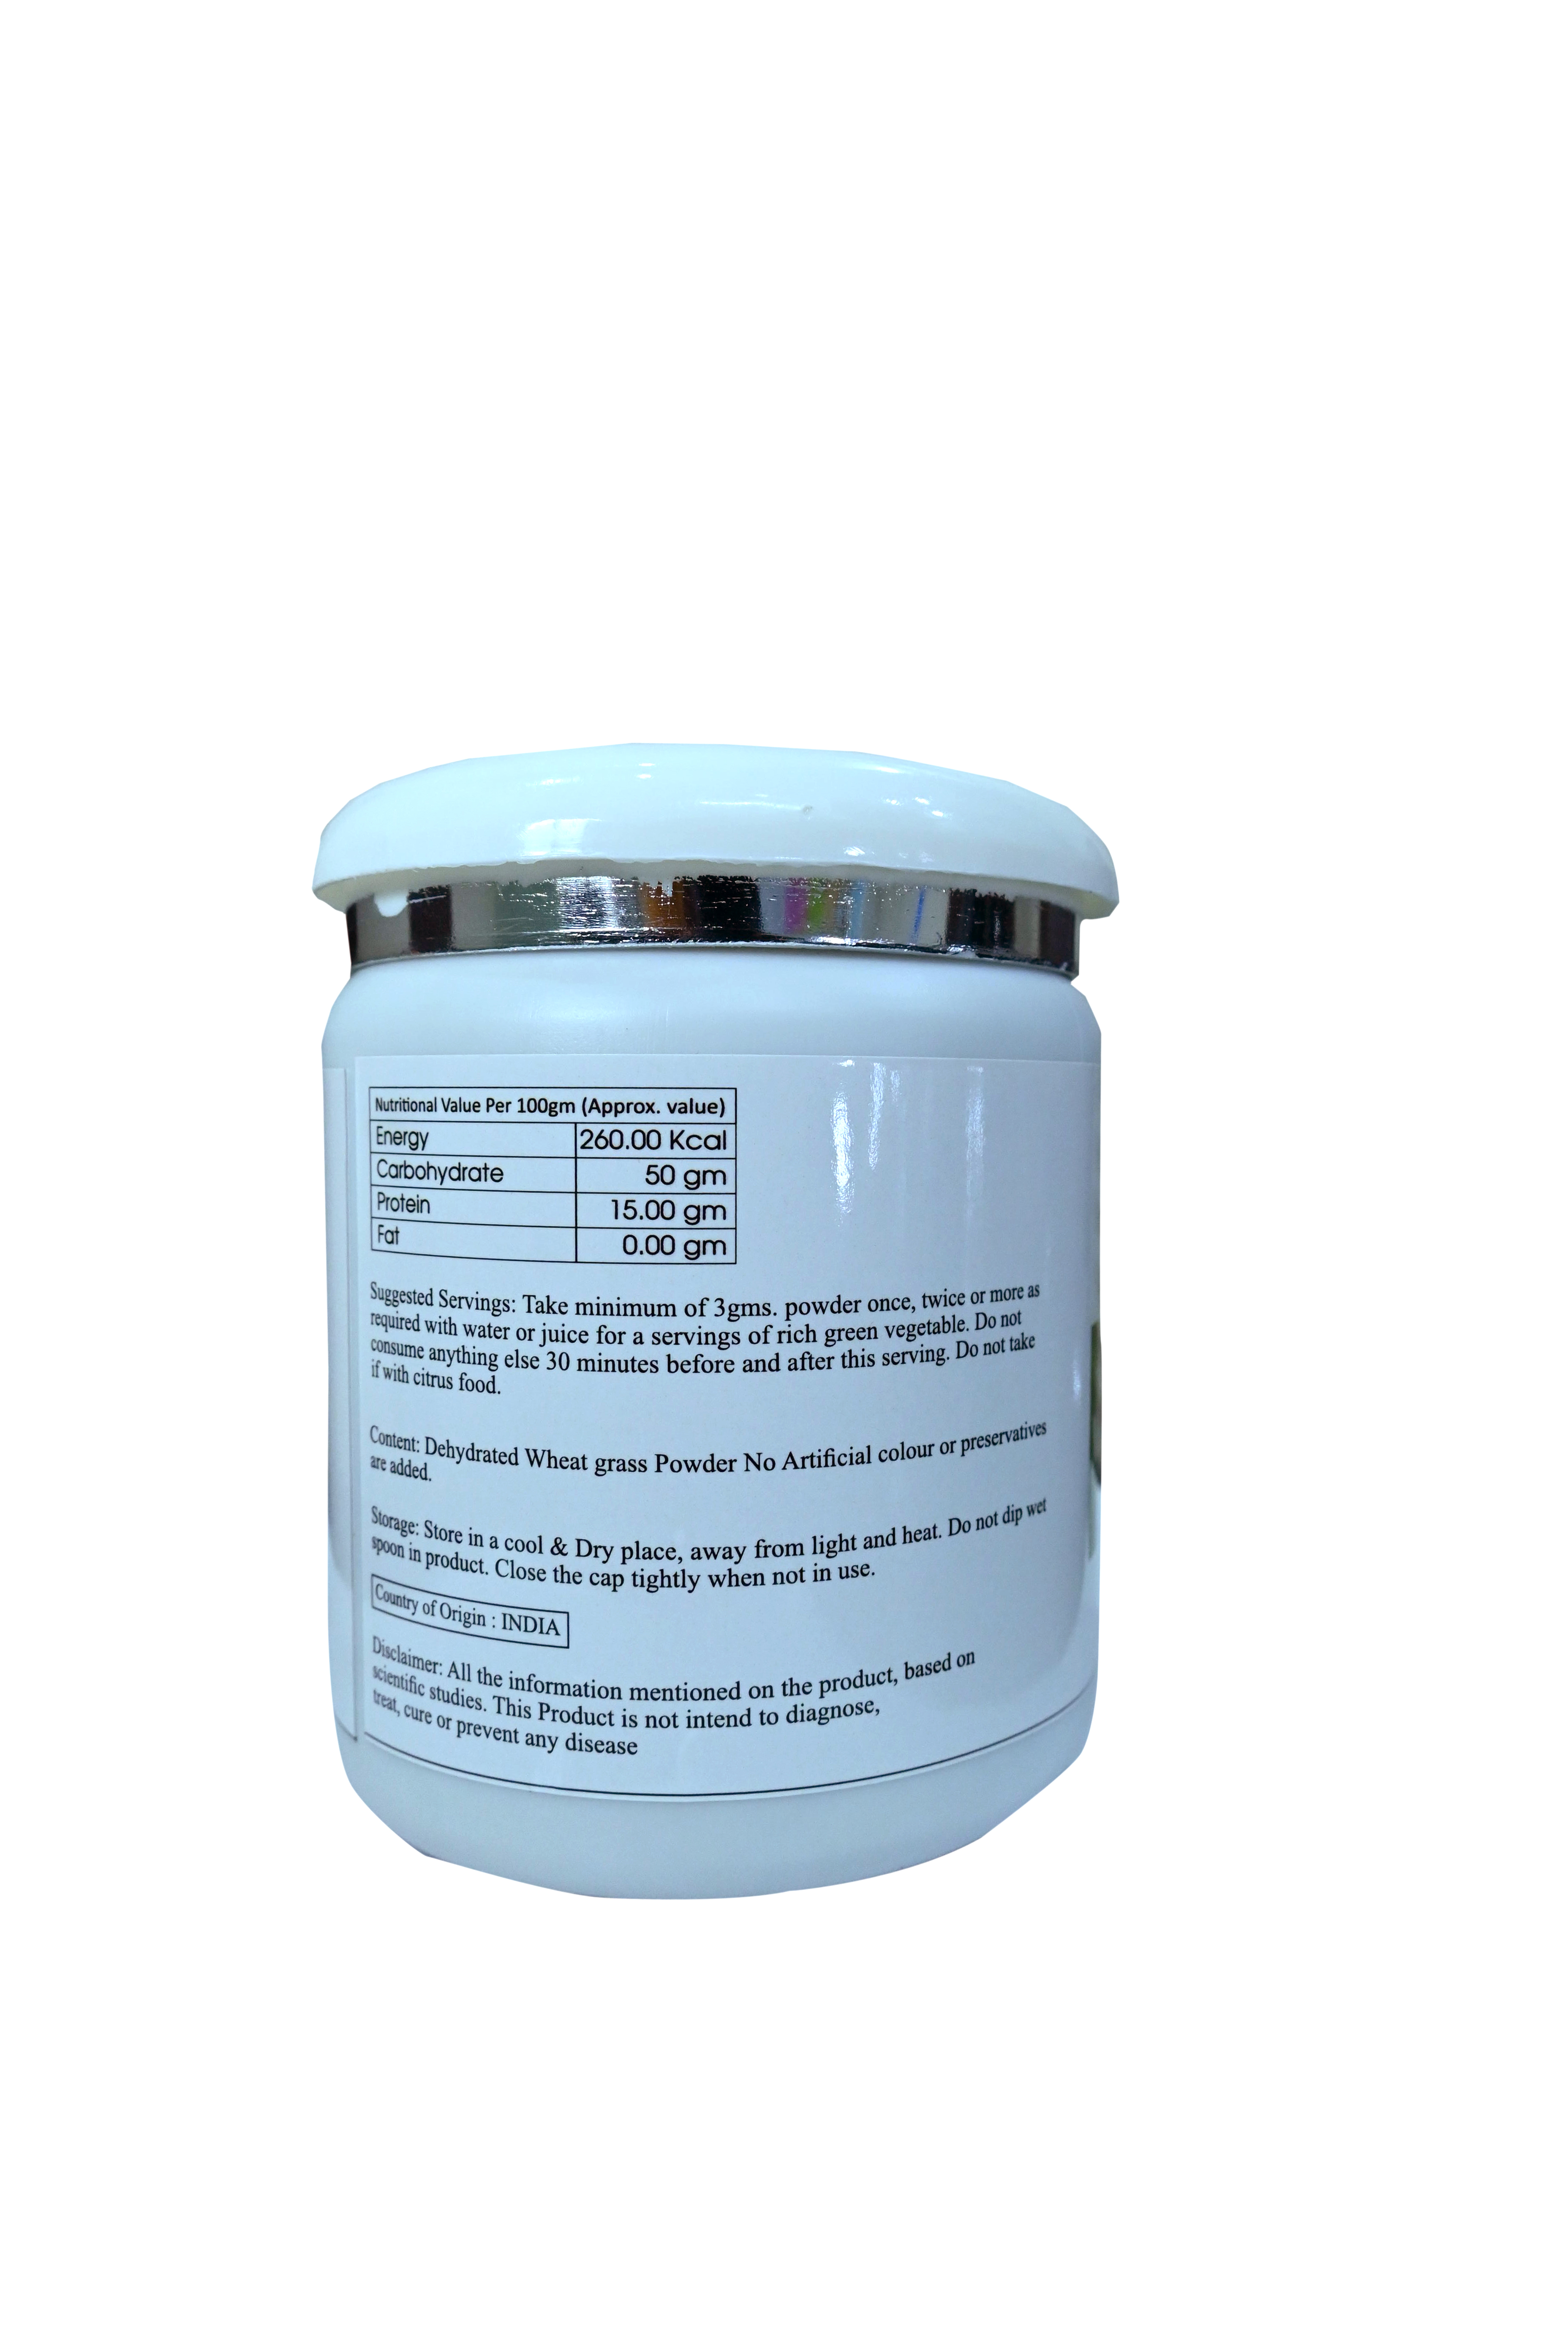 Nutritional Value Per 100gm (Approx. value)
Energy 260.00 Kcal
Carbohydrate 50 gm
Protein 15.00 gm
Fat 0.00 gm
Suggested Servings: Take minimum of 3gms. powder once, twice or more as
required with water or juice for a servings of rich green vegetable. Do not
consume anything else 30 minutes before and after this serving. Do not take
if with citrus food.
Content: Dehydrated Wheat grass Powder No Artificial colour or preservatives
are added.
Storage: Store in a cool & Dry place, away from light and heat. Do not dip wet
spoon in product. Close the cap tightly when not in use.
Country of Origin : INDIA
Disclaimer: All the information mentioned on the product, based on
scientific studies. This Product is not intend to diagnose,
treat, cure or prevent any disease